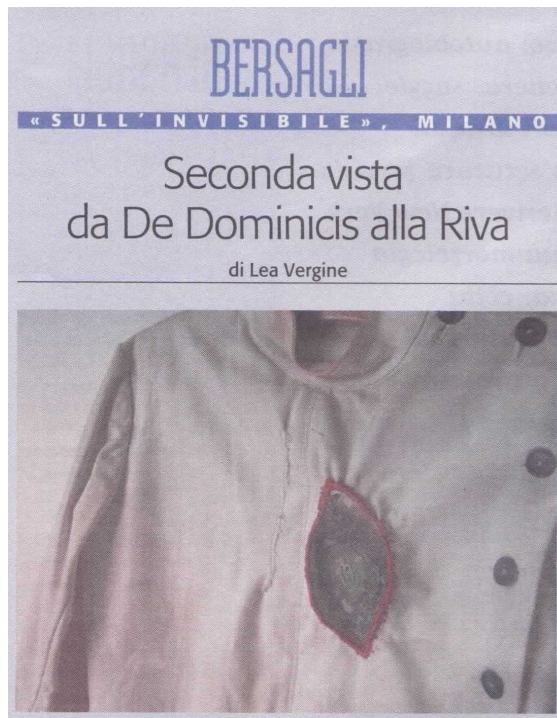 BERSAGLI
«SULL'INVISIBILE», MILANO
Seconda vista
da De Dominicis alla Riva
di Lea Vergine